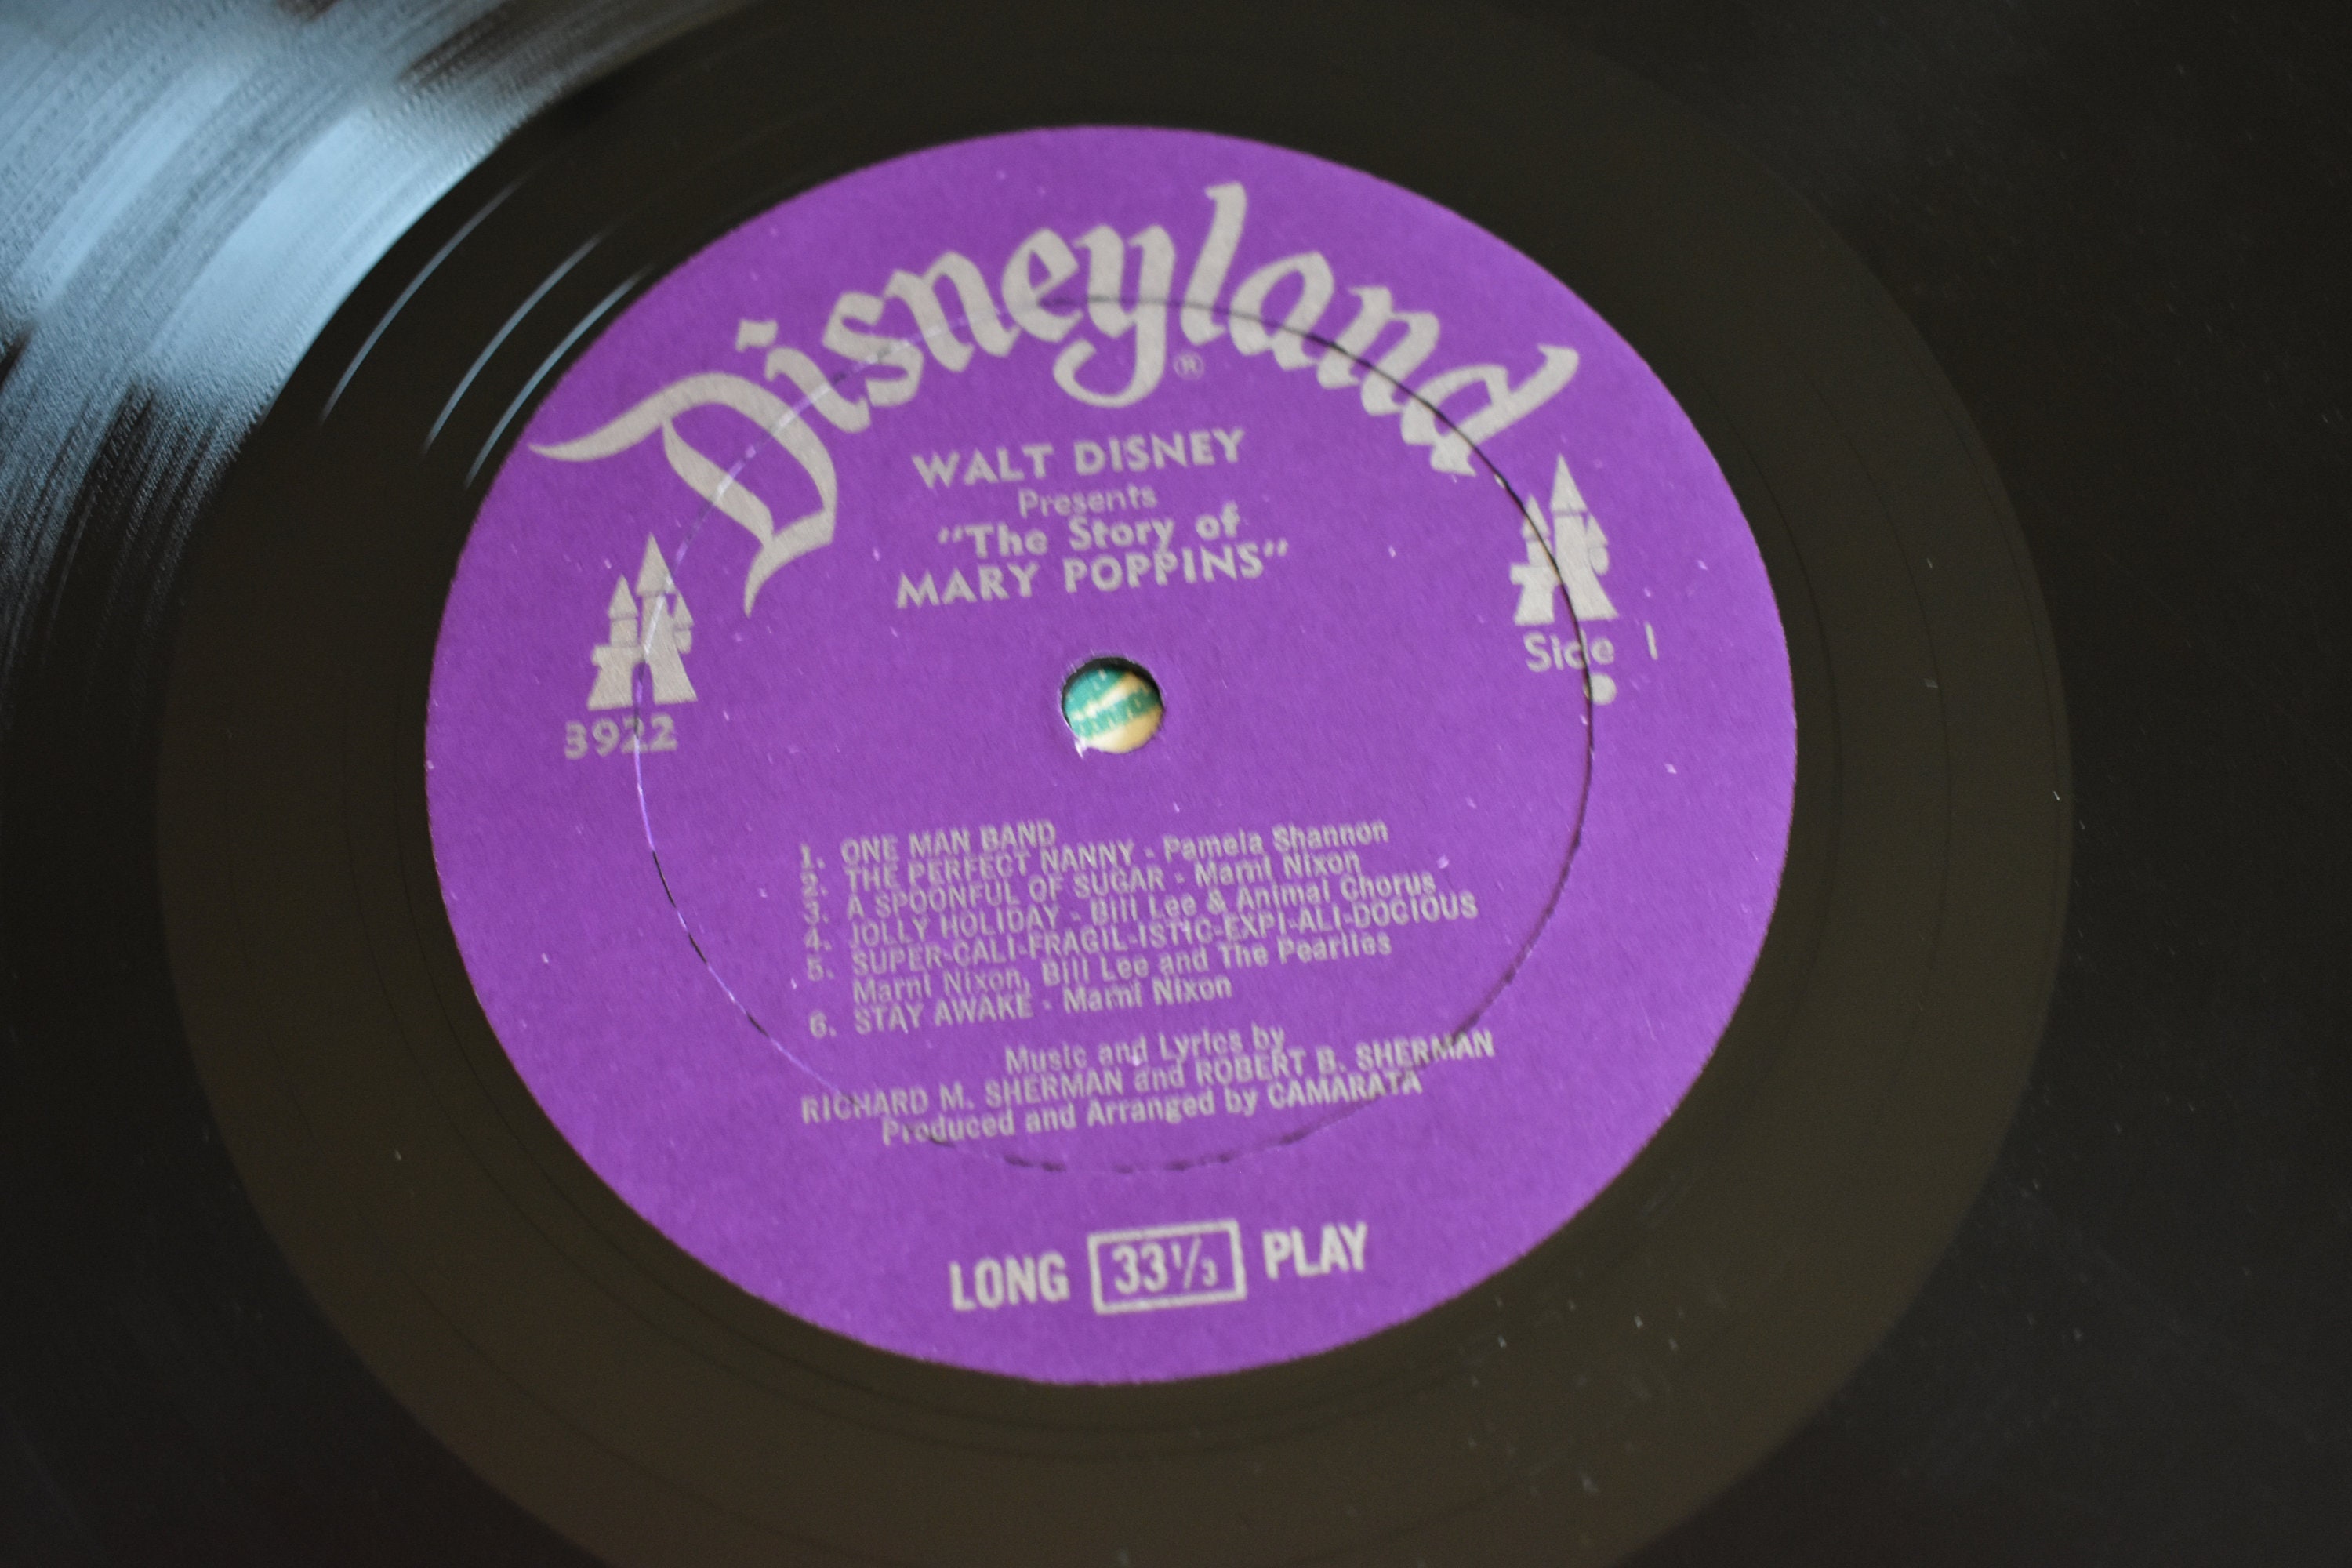 Disneyland
®
WALT DISNEY
Presents
"The Story of
MARY POPPINS"
3922
Side 1
1. ONE MAN BAND
2. THE PERFECT NANNY - Pamela Shannon
3. A SPOONFUL OF SUGAR - Marni Nixon
4. JOLLY HOLIDAY - Bill Lee & Animal Chorus
5. SUPER-CALI-FRAGIL-ISTIC-EXPI-ALI-DOCIOUS
Marni Nixon, Bill Lee and The Pearlies
6. STAY AWAKE - Marni Nixon
Music and Lyrics by
RICHARD M. SHERMAN and ROBERT B. SHERMAN
Produced and Arranged by CAMARATA
LONG 33⅓ PLAY